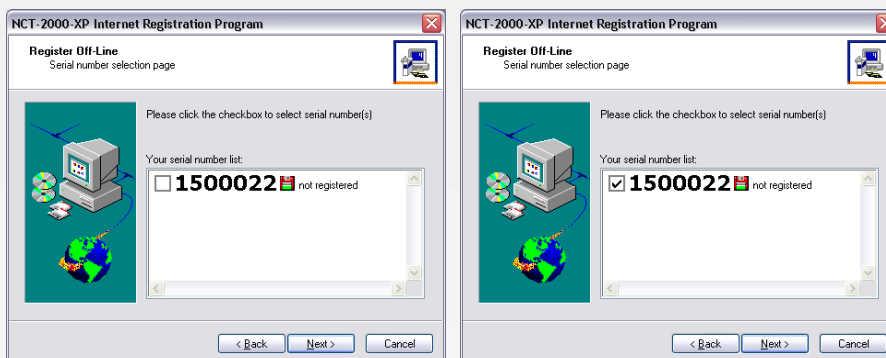 NCT-2000-XP Internet Registration Program
Register Off-Line
Serial number selection page
Please click the checkbox to select serial number(s)
Your serial number list:
1500022 not registered
< Back Next > Cancel
NCT-2000-XP Internet Registration Program
Register Off-Line
Serial number selection page
Please click the checkbox to select serial number(s)
Your serial number list:
1500022 not registered
< Back Next > Cancel